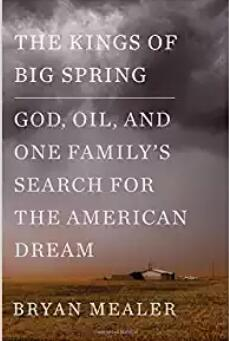 THE KINGS OF
BIG SPRING
GOD, OIL, AND
ONE FAMILY'S
SEARCH FOR
THE AMERICAN
DREAM
BRYAN MEALER